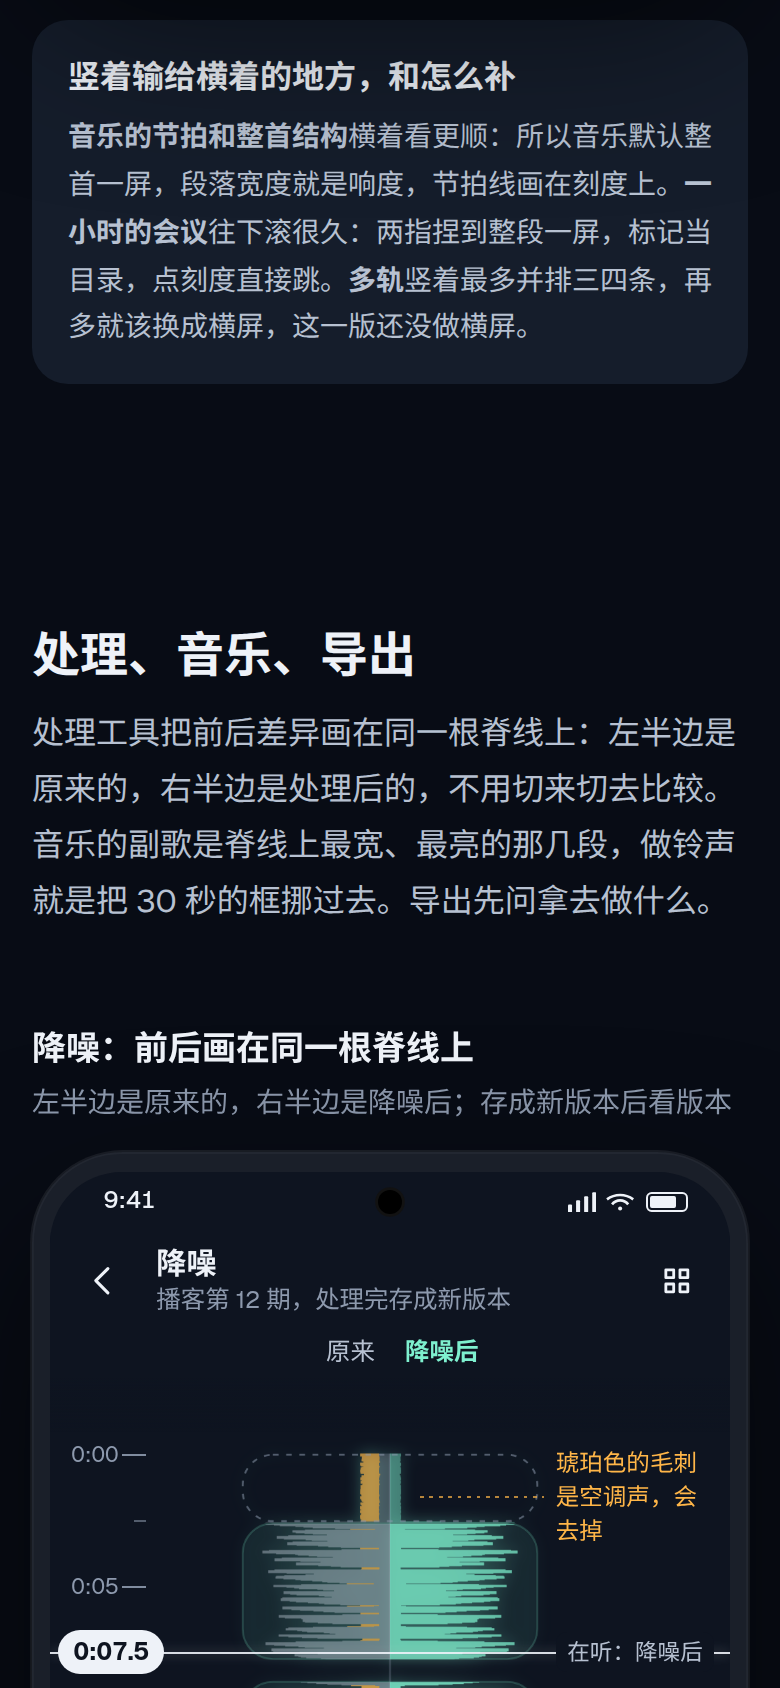 竖着输给横着的地方，和怎么补
音乐的节拍和整首结构横着看更顺：所以音乐默认整
首一屏，段落宽度就是响度，节拍线画在刻度上。一
小时的会议往下滚很久：两指捏到整段一屏，标记当
目录，点刻度直接跳。多轨竖着最多并排三四条，再
多就该换成横屏，这一版还没做横屏。
处理、音乐、导出
处理工具把前后差异画在同一根脊线上：左半边是
原来的，右半边是处理后的，不用切来切去比较。
音乐的副歌是脊线上最宽、最亮的那几段，做铃声
就是把 30 秒的框挪过去。导出先问拿去做什么。
降噪：前后画在同一根脊线上
左半边是原来的，右半边是降噪后；存成新版本后看版本
9:41
降噪
播客第 12 期，处理完存成新版本
原来 降噪后
0:00
琥珀色的毛刺
是空调声，会
去掉
0:05
0:07.5
在听：降噪后